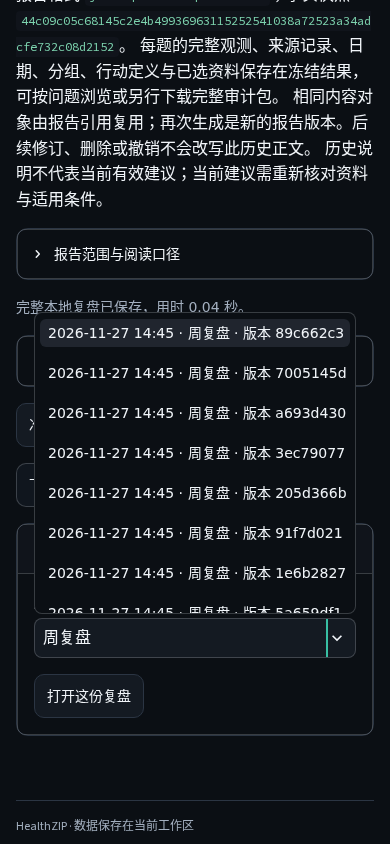 44c09c05c68145c2e4b49936963115252541038a72523a34ad
cfe732c08d2152 。 每题的完整观测、来源记录、日
期、分组、行动定义与已选资料保存在冻结结果，
可按问题浏览或另行下载完整审计包。 相同内容对
象由报告引用复用；再次生成是新的报告版本。后
续修订、删除或撤销不会改写此历史正文。 历史说
明不代表当前有效建议；当前建议需重新核对资料
与适用条件。
报告范围与阅读口径
完整本地复盘已保存，用时 0.04 秒。
2026-11-27 14:45 · 周复盘 · 版本 89c662c3
2026-11-27 14:45 · 周复盘 · 版本 7005145d
2026-11-27 14:45 · 周复盘 · 版本 a693d430
2026-11-27 14:45 · 周复盘 · 版本 3ec79077
2026-11-27 14:45 · 周复盘 · 版本 205d366b
2026-11-27 14:45 · 周复盘 · 版本 91f7d021
2026-11-27 14:45 · 周复盘 · 版本 1e6b2827
2026-11-27 14:45 · 周复盘 · 版本 5a659df1
周复盘
打开这份复盘
HealthZIP · 数据保存在当前工作区